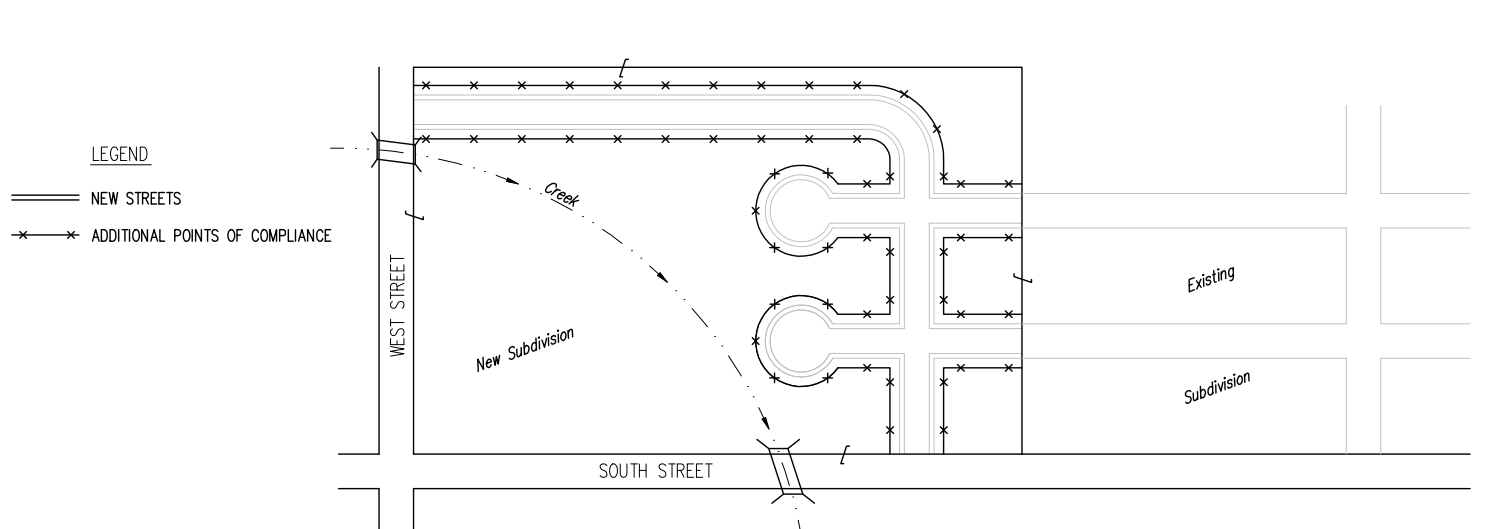 LEGEND
NEW STREETS
ADDITIONAL POINTS OF COMPLIANCE
Creek
WEST STREET
New Subdivision
Existing
Subdivision
SOUTH STREET